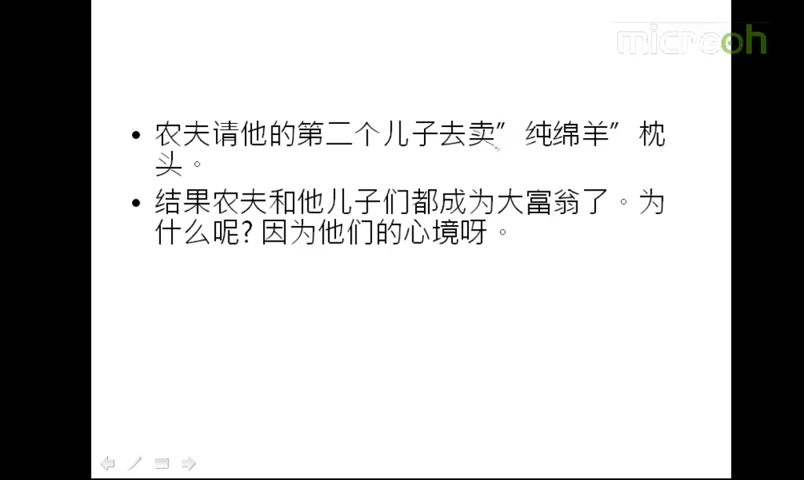 microoh
• 农夫请他的第二个儿子去卖”纯绵羊”枕
头。
• 结果农夫和他儿子们都成为大富翁了。为
什么呢? 因为他们的心境呀。